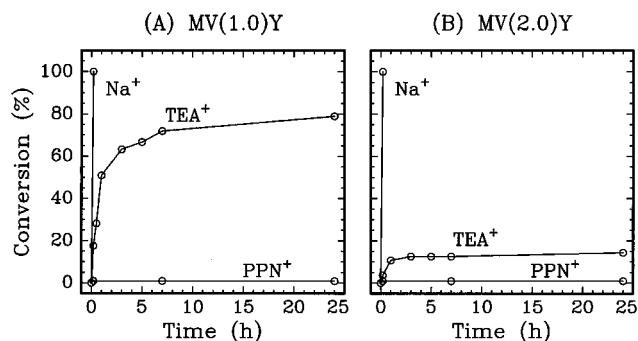 (A) MV(1.0)Y
(B) MV(2.0)Y
Conversion (%)
100
80
60
40
20
0
Na⁺
TEA⁺
PPN⁺
0 5 10 15 20 25
Time (h)
Na⁺
TEA⁺
PPN⁺
0 5 10 15 20 25
Time (h)